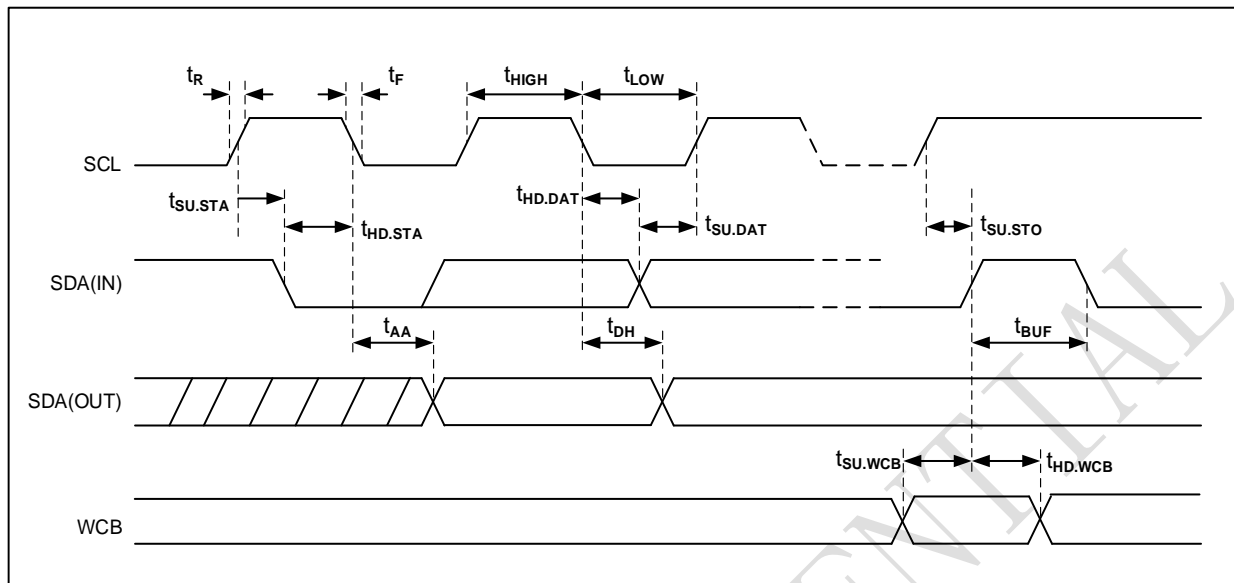 tR tF tHIGH tLOW
SCL
tSU.STA tHD.STA tHD.DAT tSU.DAT tSU.STO
SDA(IN)
tAA tDH tBUF
SDA(OUT)
tSU.WCB tHD.WCB
WCB
ENTIAL